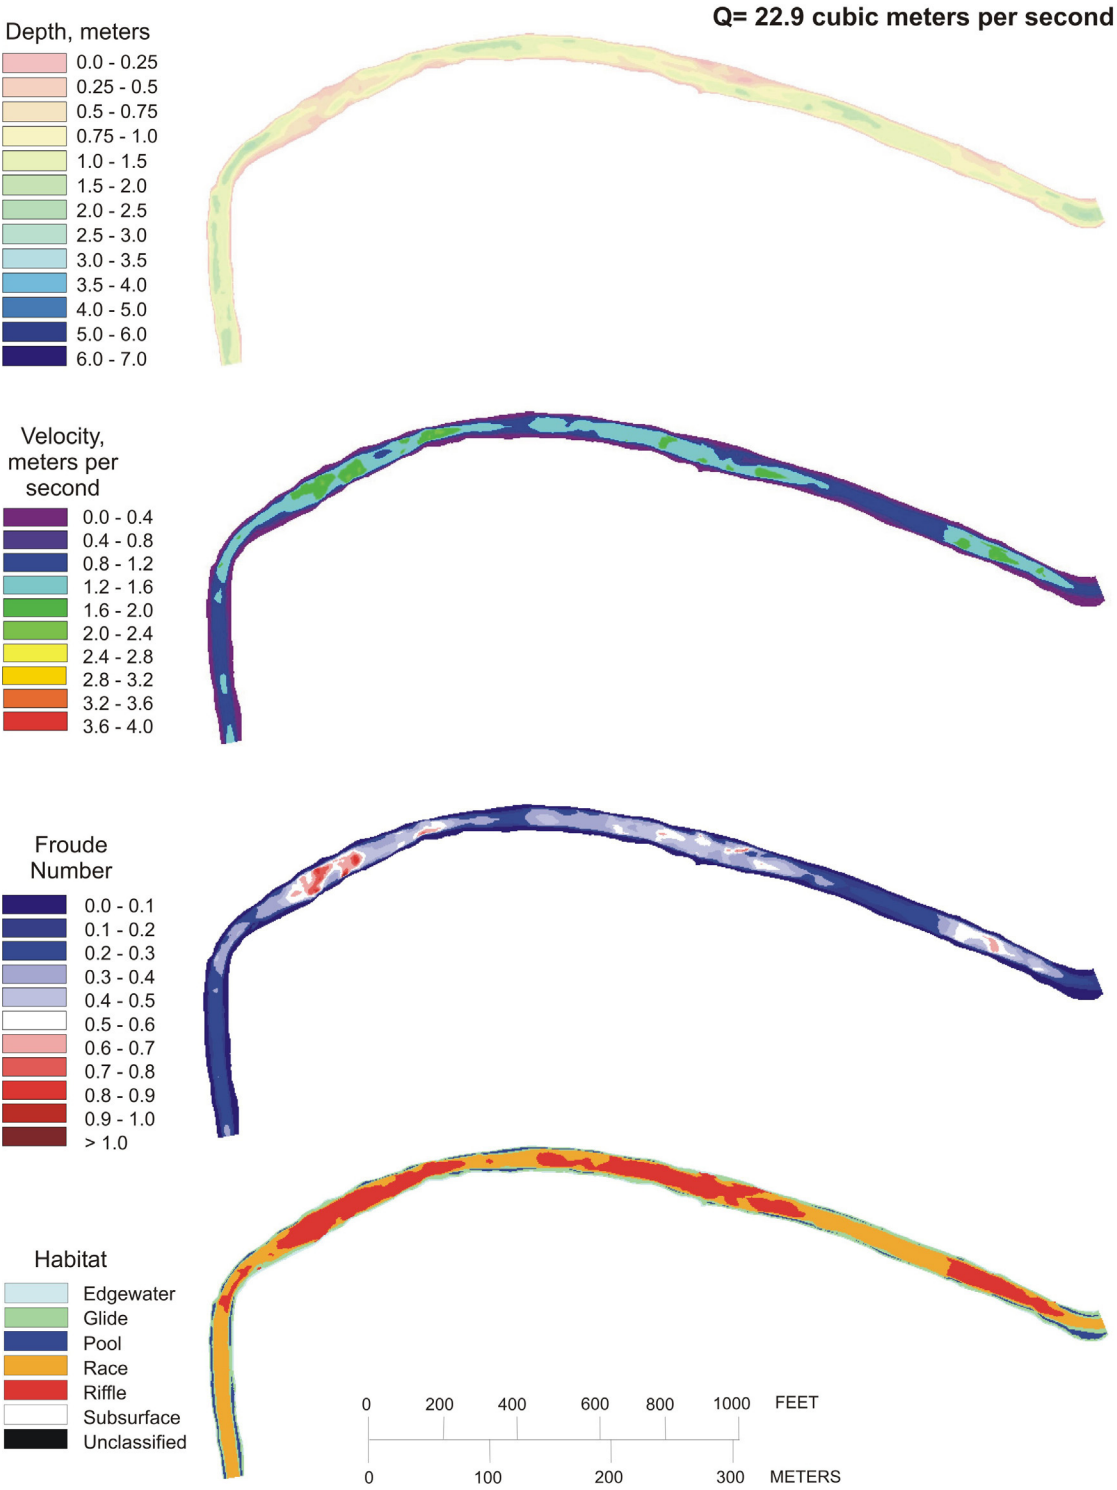 Q= 22.9 cubic meters per second
Depth, meters
0.0 - 0.25
0.25 - 0.5
0.5 - 0.75
0.75 - 1.0
1.0 - 1.5
1.5 - 2.0
2.0 - 2.5
2.5 - 3.0
3.0 - 3.5
3.5 - 4.0
4.0 - 5.0
5.0 - 6.0
6.0 - 7.0
Velocity,
meters per
second
0.0 - 0.4
0.4 - 0.8
0.8 - 1.2
1.2 - 1.6
1.6 - 2.0
2.0 - 2.4
2.4 - 2.8
2.8 - 3.2
3.2 - 3.6
3.6 - 4.0
Froude
Number
0.0 - 0.1
0.1 - 0.2
0.2 - 0.3
0.3 - 0.4
0.4 - 0.5
0.5 - 0.6
0.6 - 0.7
0.7 - 0.8
0.8 - 0.9
0.9 - 1.0
> 1.0
Habitat
Edgewater
Glide
Pool
Race
Riffle
Subsurface
Unclassified
0 200 400 600 800 1000 FEET
0 100 200 300 METERS